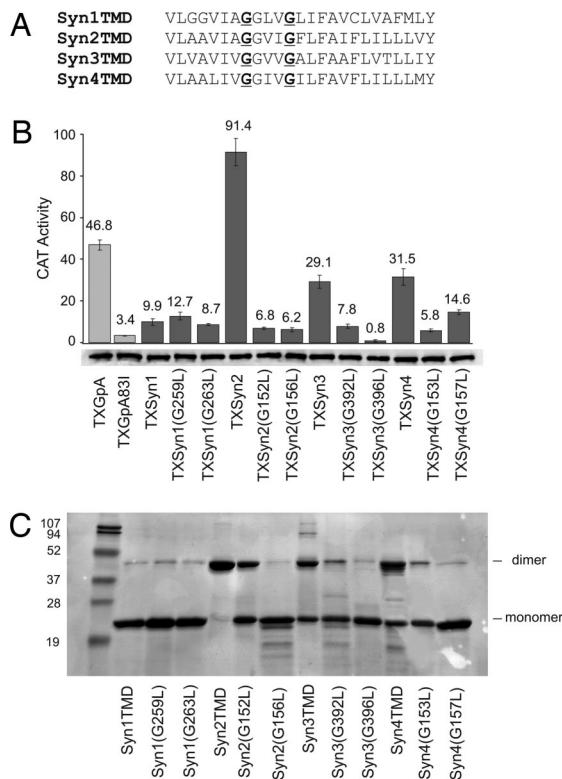 A
Syn1TMD VLGGVIAGGLVGLIFAVCLVAFMLY
Syn2TMD VLAAVIAGGVIGFLFAIFLILLLVY
Syn3TMD VLVAVIVGGVVGALFAAFLVTLLIY
Syn4TMD VLAALIVGGIVGILFAVFLILLLMY
B
CAT Activity
100
80
60
40
20
0
46.8
3.4
9.9
12.7
8.7
91.4
6.8
6.2
29.1
7.8
0.8
31.5
5.8
14.6
TXGpA
TXGpA83I
TXSyn1
TXSyn1(G259L)
TXSyn1(G263L)
TXSyn2
TXSyn2(G152L)
TXSyn2(G156L)
TXSyn3
TXSyn3(G392L)
TXSyn3(G396L)
TXSyn4
TXSyn4(G153L)
TXSyn4(G157L)
C
107
94
52
37
28
19
dimer
monomer
Syn1TMD
Syn1(G259L)
Syn1(G263L)
Syn2TMD
Syn2(G152L)
Syn2(G156L)
Syn3TMD
Syn3(G392L)
Syn3(G396L)
Syn4TMD
Syn4(G153L)
Syn4(G157L)